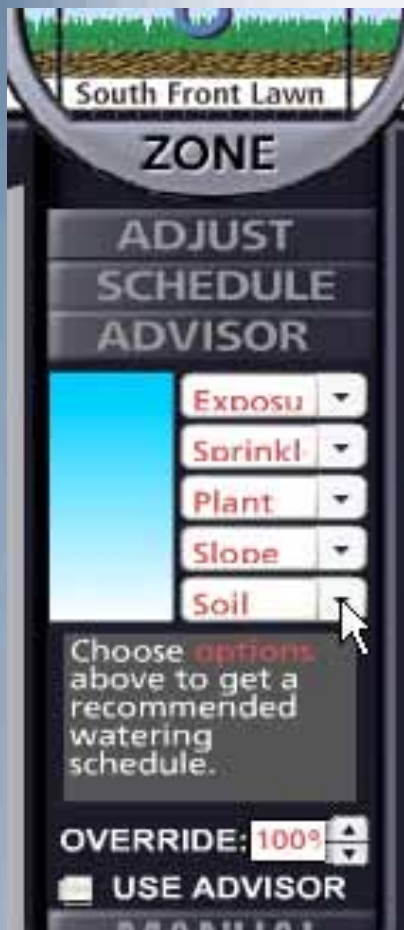 South Front Lawn
ZONE
ADJUST
SCHEDULE
ADVISOR
Exposu
Sprinkl
Plant
Slope
Soil
Choose options
above to get a
recommended
watering
schedule.
OVERRIDE: 100%
USE ADVISOR
MANUAL